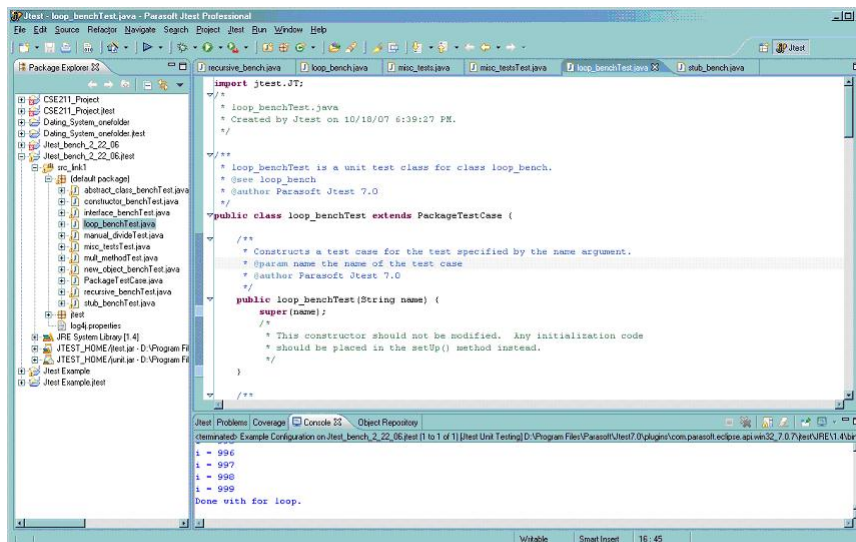 Jtest - loop_benchTest.java - Parasoft Jtest Professional
File Edit Source Refactor Navigate Search Project Jtest Run Window Help
Jtest
Package Explorer
CSE211_Project
CSE211_Project.jtest
Dating_System_onefolder
Dating_System_onefolder.jtest
Jtest_bench_2_22_06
Jtest_bench_2_22_06.jtest
src_link1
(default package)
abstract_class_benchTest.java
constructor_benchTest.java
interface_benchTest.java
loop_benchTest.java
manual_divideTest.java
misc_testsTest.java
mult_methodTest.java
new_object_benchTest.java
PackageTestCase.java
recursive_benchTest.java
stub_benchTest.java
jtest
log4j.properties
JRE System Library [1.4]
JTEST_HOME/jtest.jar - D:\Program Fil
JTEST_HOME/junit.jar - D:\Program Fil
Jtest Example
Jtest Example.jtest
recursive_bench.java loop_bench.java misc_tests.java misc_testsTest.java loop_benchTest.java stub_bench.java
import jtest.JT;
/*
* loop_benchTest.java
* Created by Jtest on 10/18/07 6:39:27 PM.
*/
/**
* loop_benchTest is a unit test class for class loop_bench.
* @see loop_bench
* @author Parasoft Jtest 7.0
*/
public class loop_benchTest extends PackageTestCase {
/**
* Constructs a test case for the test specified by the name argument.
* @param name the name of the test case
* @author Parasoft Jtest 7.0
*/
public loop_benchTest(String name) {
super(name);
/*
* This constructor should not be modified. Any initialization code
* should be placed in the setUp() method instead.
*/
}
/**
Jtest Problems Coverage Console Object Repository
<terminated> Example Configuration on Jtest_bench_2_22_06.jtest (1 to 1 of 1) [Jtest Unit Testing] D:\Program Files\Parasoft\Jtest7.0\plugins\com.parasoft.eclipse.api.win32_7.0.7\jtest\JRE\1.4\bin
i = 996
i = 997
i = 998
i = 999
Done with for loop.
Writable Smart Insert 16 : 45